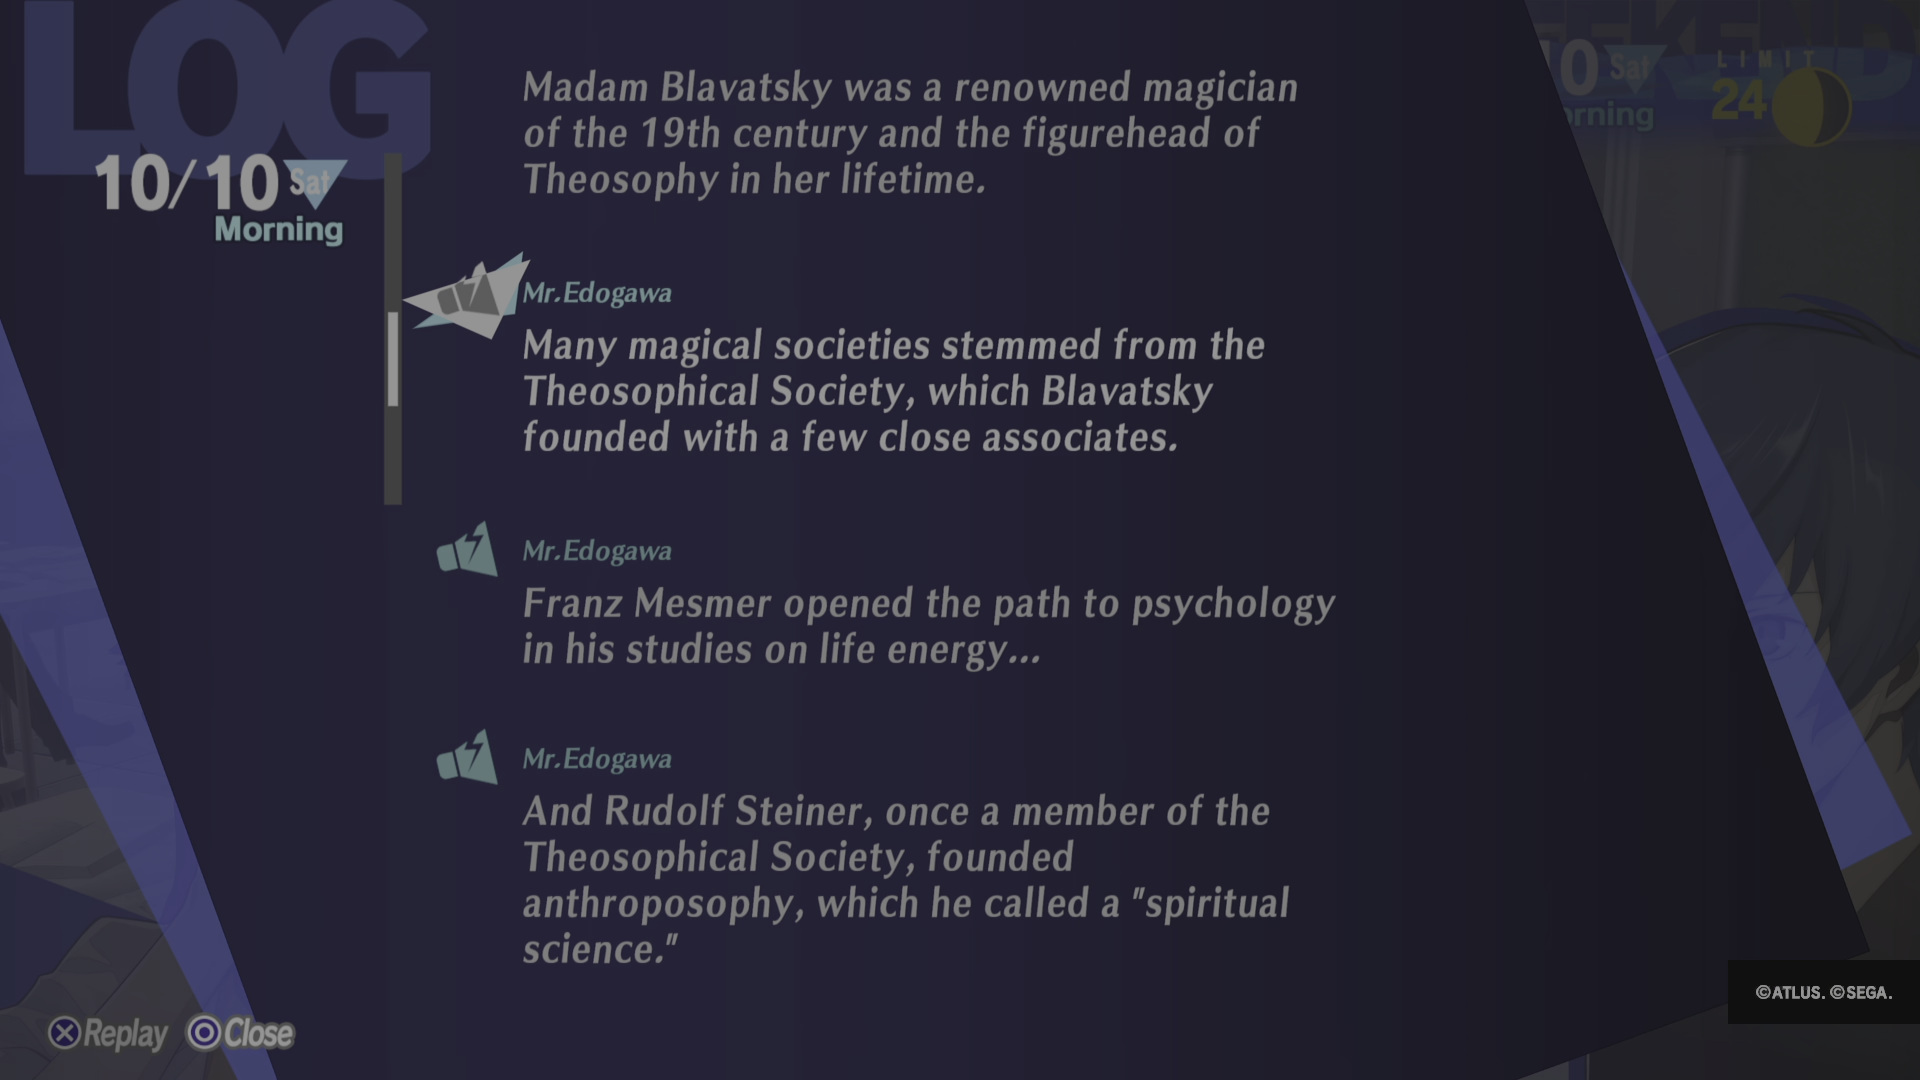 LOG
10/10 Sat
Morning
Madam Blavatsky was a renowned magician
of the 19th century and the figurehead of
Theosophy in her lifetime.
Mr.Edogawa
Many magical societies stemmed from the
Theosophical Society, which Blavatsky
founded with a few close associates.
Mr.Edogawa
Franz Mesmer opened the path to psychology
in his studies on life energy...
Mr.Edogawa
And Rudolf Steiner, once a member of the
Theosophical Society, founded
anthroposophy, which he called a "spiritual
science."
10 Sat
orning
LIMIT
24
Replay Close
©ATLUS. ©SEGA.